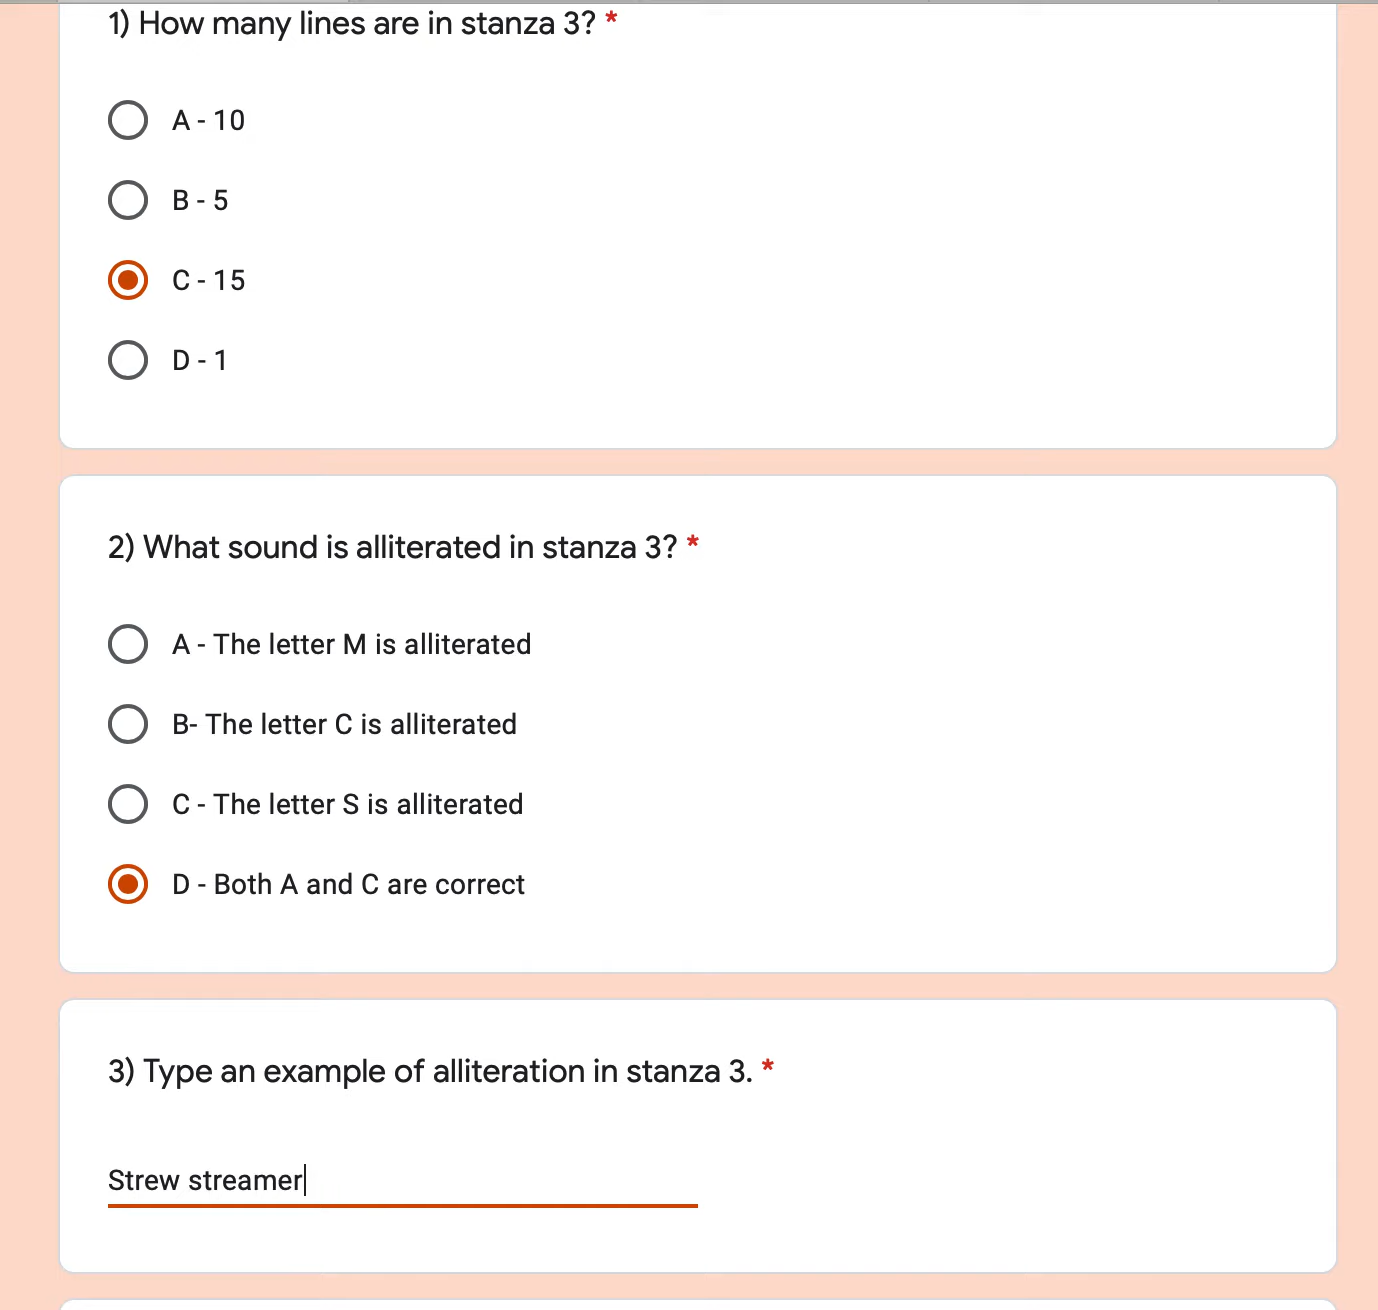 1) How many lines are in stanza 3? *
A - 10
B - 5
C - 15
D - 1
2) What sound is alliterated in stanza 3? *
A - The letter M is alliterated
B- The letter C is alliterated
C - The letter S is alliterated
D - Both A and C are correct
3) Type an example of alliteration in stanza 3. *
Strew streamer